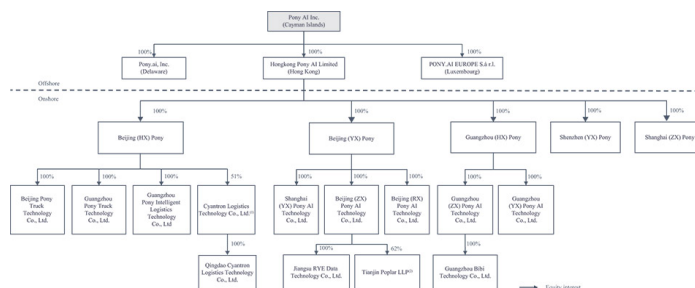 Pony AI Inc.
(Cayman Islands)
100%
100%
100%
Pony.ai, Inc.
(Delaware)
Hongkong Pony AI Limited
(Hong Kong)
PONY.AI EUROPE S.à r.l.
(Luxembourg)
Offshore
Onshore
100%
100%
100%
100%
100%
Beijing (HX) Pony
Beijing (YX) Pony
Guangzhou (HX) Pony
Shenzhen (YX) Pony
Shanghai (ZX) Pony
100%
100%
100%
51%
100%
100%
100%
100%
100%
Beijing Pony
Truck
Technology
Co., Ltd.
Guangzhou
Pony Truck
Technology
Co., Ltd.
Guangzhou
Pony Intelligent
Logistics
Technology
Co., Ltd
Cyantron Logistics
Technology Co., Ltd.(1)
Shanghai
(YX) Pony AI
Technology
Co., Ltd.
Beijing (ZX)
Pony AI
Technology
Co., Ltd.
Beijing (RX)
Pony AI
Technology
Co., Ltd.
Guangzhou
(ZX) Pony AI
Technology
Co., Ltd.
Guangzhou
(YX) Pony AI
Technology
Co., Ltd.
100%
100%
62%
100%
Qingdao Cyantron
Logistics Technology
Co., Ltd.
Jiangsu RYE Data
Technology Co., Ltd.
Tianjin Poplar LLP(2)
Guangzhou Bibi
Technology Co., Ltd.
Equity interest